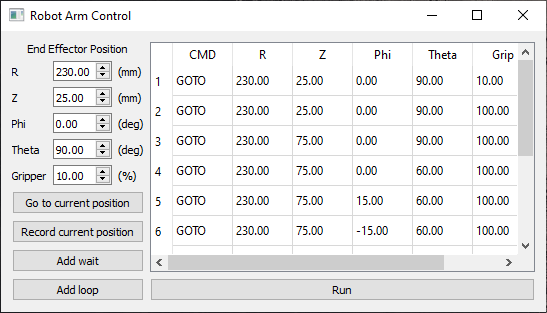 Robot Arm Control
End Effector Position
R 230.00 (mm)
Z 25.00 (mm)
Phi 0.00 (deg)
Theta 90.00 (deg)
Gripper 10.00 (%)
Go to current position
Record current position
Add wait
Add loop
CMD R Z Phi Theta Grip
1 GOTO 230.00 25.00 0.00 90.00 10.00
2 GOTO 230.00 25.00 0.00 90.00 100.00
3 GOTO 230.00 75.00 0.00 90.00 100.00
4 GOTO 230.00 75.00 0.00 60.00 100.00
5 GOTO 230.00 75.00 15.00 60.00 100.00
6 GOTO 230.00 75.00 -15.00 60.00 100.00
Run